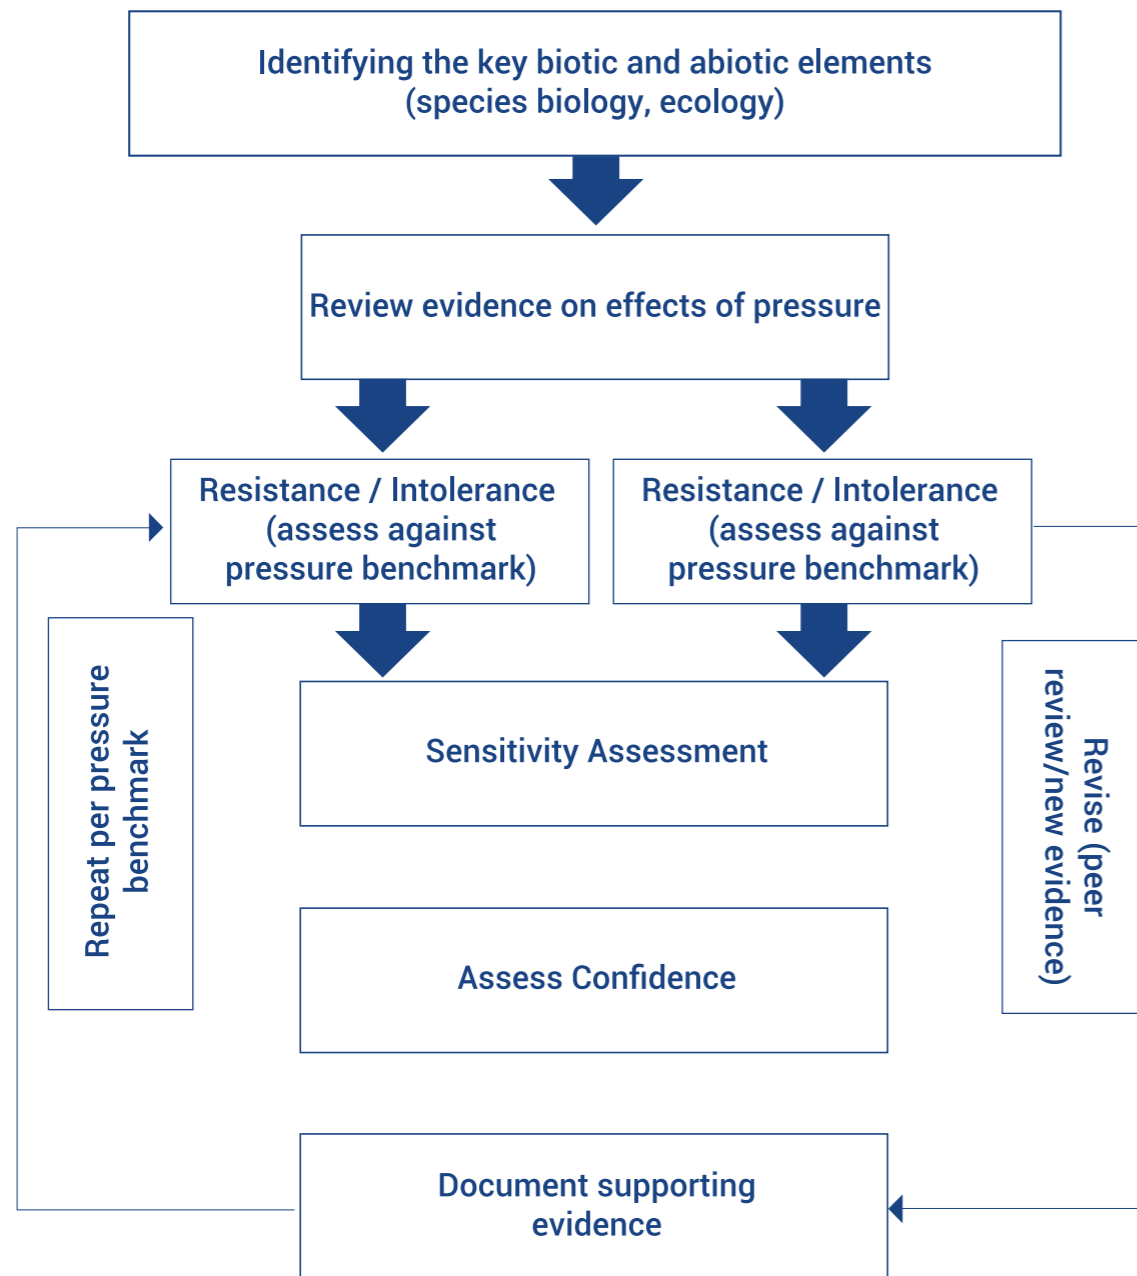 Identifying the key biotic and abiotic elements
(species biology, ecology)
Review evidence on effects of pressure
Resistance / Intolerance
(assess against
pressure benchmark)
Resistance / Intolerance
(assess against
pressure benchmark)
Repeat per pressure
benchmark
Sensitivity Assessment
Revise (peer
review/new evidence)
Assess Confidence
Document supporting
evidence